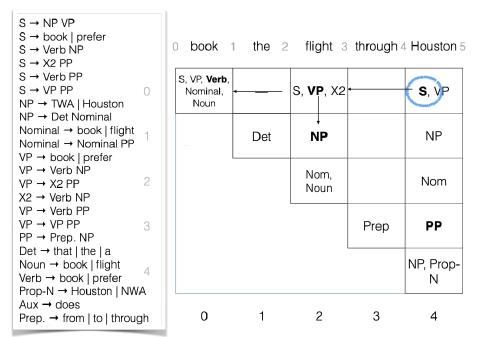 S → NP VP
S → book | prefer
S → Verb NP
S → X2 PP
S → Verb PP
S → VP PP
NP → TWA | Houston
NP → Det Nominal
Nominal → book | flight
Nominal → Nominal PP
VP → book | prefer
VP → Verb NP
VP → X2 PP
X2 → Verb NP
VP → Verb PP
VP → VP PP
PP → Prep. NP
Det → that | the | a
Noun → book | flight
Verb → book | prefer
Prop-N → Houston | NWA
Aux → does
Prep. → from | to | through
0 book 1 the 2 flight 3 through 4 Houston 5
0
S, VP, Verb,
Nominal,
Noun
S, VP, X2
S, VP
1
Det
NP
NP
2
Nom,
Noun
Nom
3
Prep
PP
4
NP, Prop-
N
0 1 2 3 4